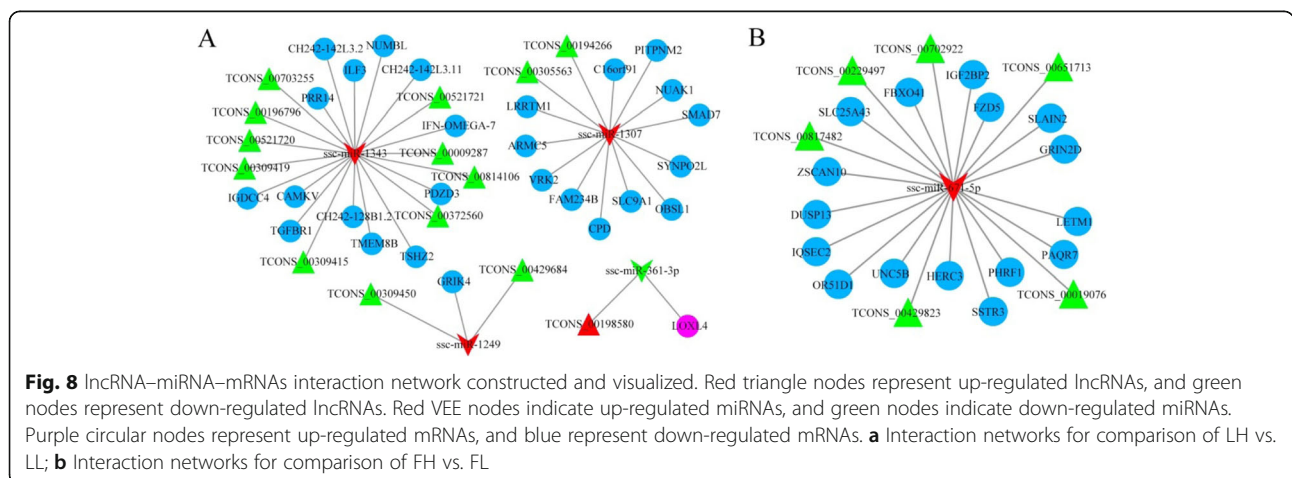 A
CH242-142L3.2
NUMBL
ILF3
CH242-142L3.11
TCONS_00703255
PRR14
TCONS_00521721
TCONS_00196796
IFN-OMEGA-7
TCONS_00521720
ssc-miR-1343
TCONS_00009287
TCONS_00309419
TCONS_00814106
IGDCC4
CAMKV
PDZD3
CH242-128B1.2
TCONS_00372560
TGFBR1
TMEM8B
TSHZ2
TCONS_00309415
TCONS_00194266
PITPNM2
TCONS_00305563
C16orf91
NUAK1
LRRTM1
SMAD7
ssc-miR-1307
ARMC5
SYNPO2L
VRK2
FAM234B
SLC9A1
OBSL1
CPD
GRIK4
TCONS_00429684
TCONS_00309450
ssc-miR-1249
ssc-miR-361-3p
TCONS_00198580
LOXL4
B
TCONS_00702922
TCONS_00229497
TCONS_00651713
IGF2BP2
FBXO41
FZD5
SLC25A43
SLAIN2
TCONS_00817482
GRIN2D
ZSCAN10
ssc-miR-671-5p
DUSP13
LETM1
IQSEC2
PAQR7
OR51D1
UNC5B
HERC3
PHRF1
TCONS_00019076
TCONS_00429823
SSTR3
Fig. 8 lncRNA–miRNA–mRNAs interaction network constructed and visualized. Red triangle nodes represent up-regulated lncRNAs, and green
nodes represent down-regulated lncRNAs. Red VEE nodes indicate up-regulated miRNAs, and green nodes indicate down-regulated miRNAs.
Purple circular nodes represent up-regulated mRNAs, and blue represent down-regulated mRNAs. a Interaction networks for comparison of LH vs.
LL; b Interaction networks for comparison of FH vs. FL